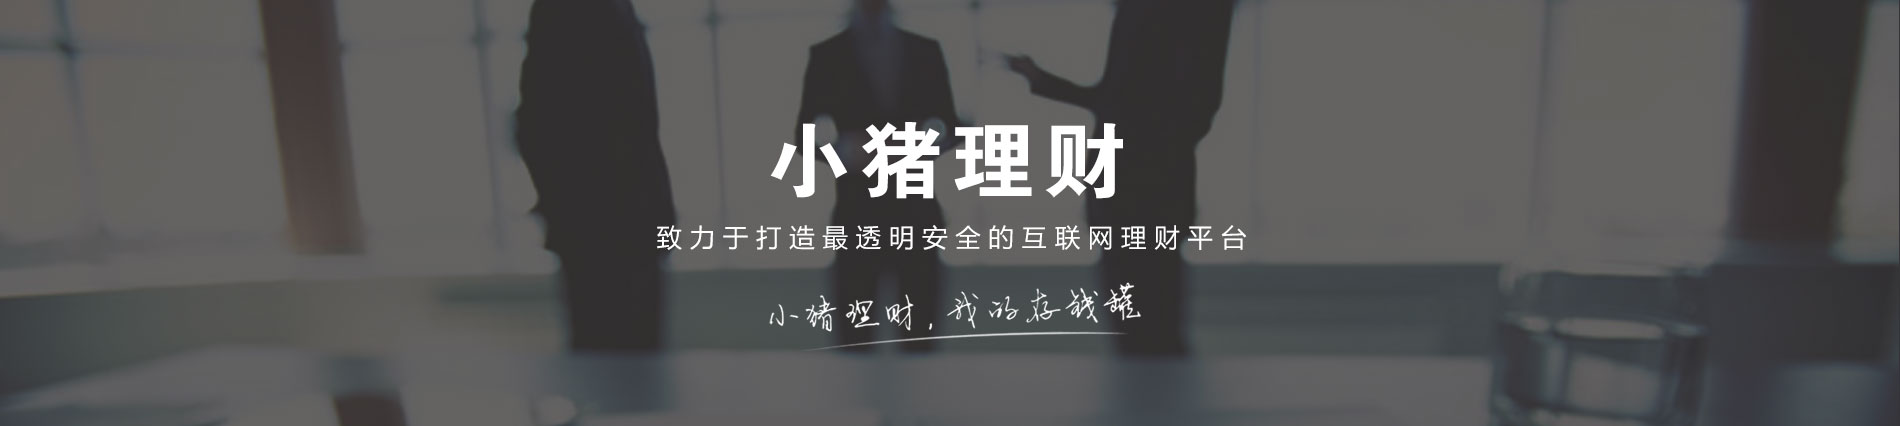 小猪理财
致力于打造最透明安全的互联网理财平台
小猪理财，我的存钱罐